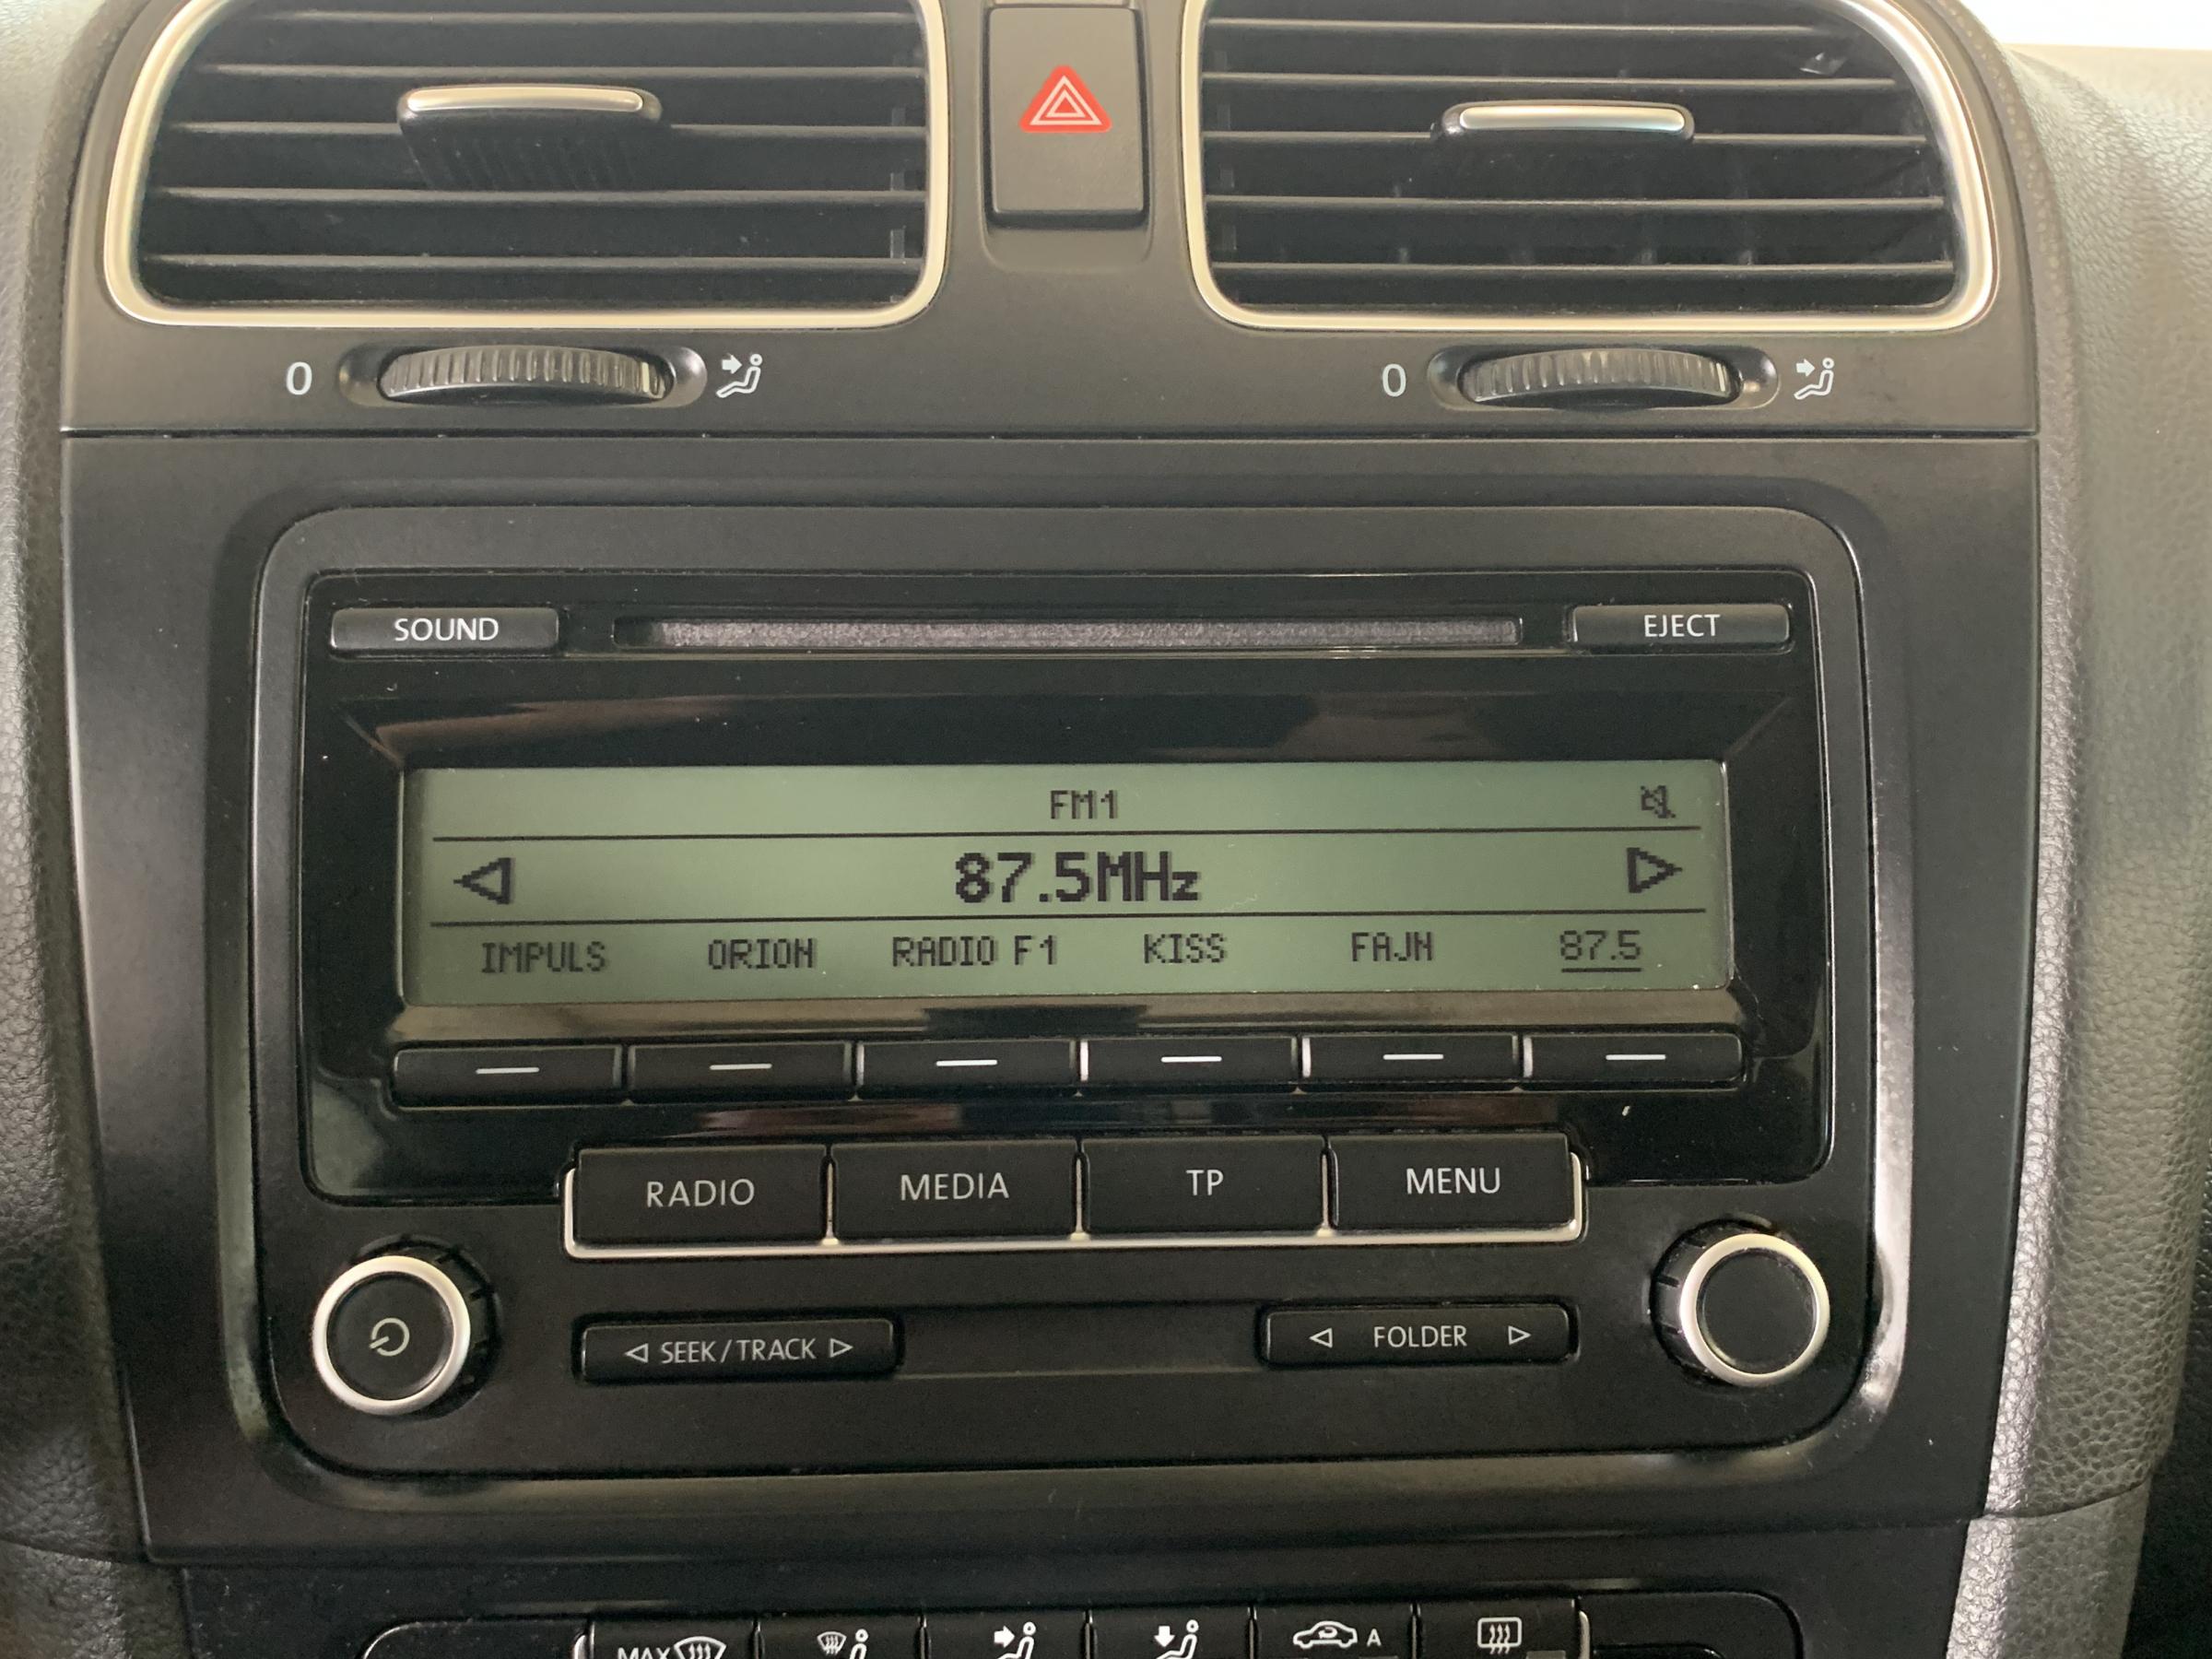 0 0
SOUND EJECT
FM1
87.5MHz
IMPULS ORION RADIO F1 KISS FAJN 87.5
RADIO MEDIA TP MENU
SEEK/TRACK FOLDER
MAX A